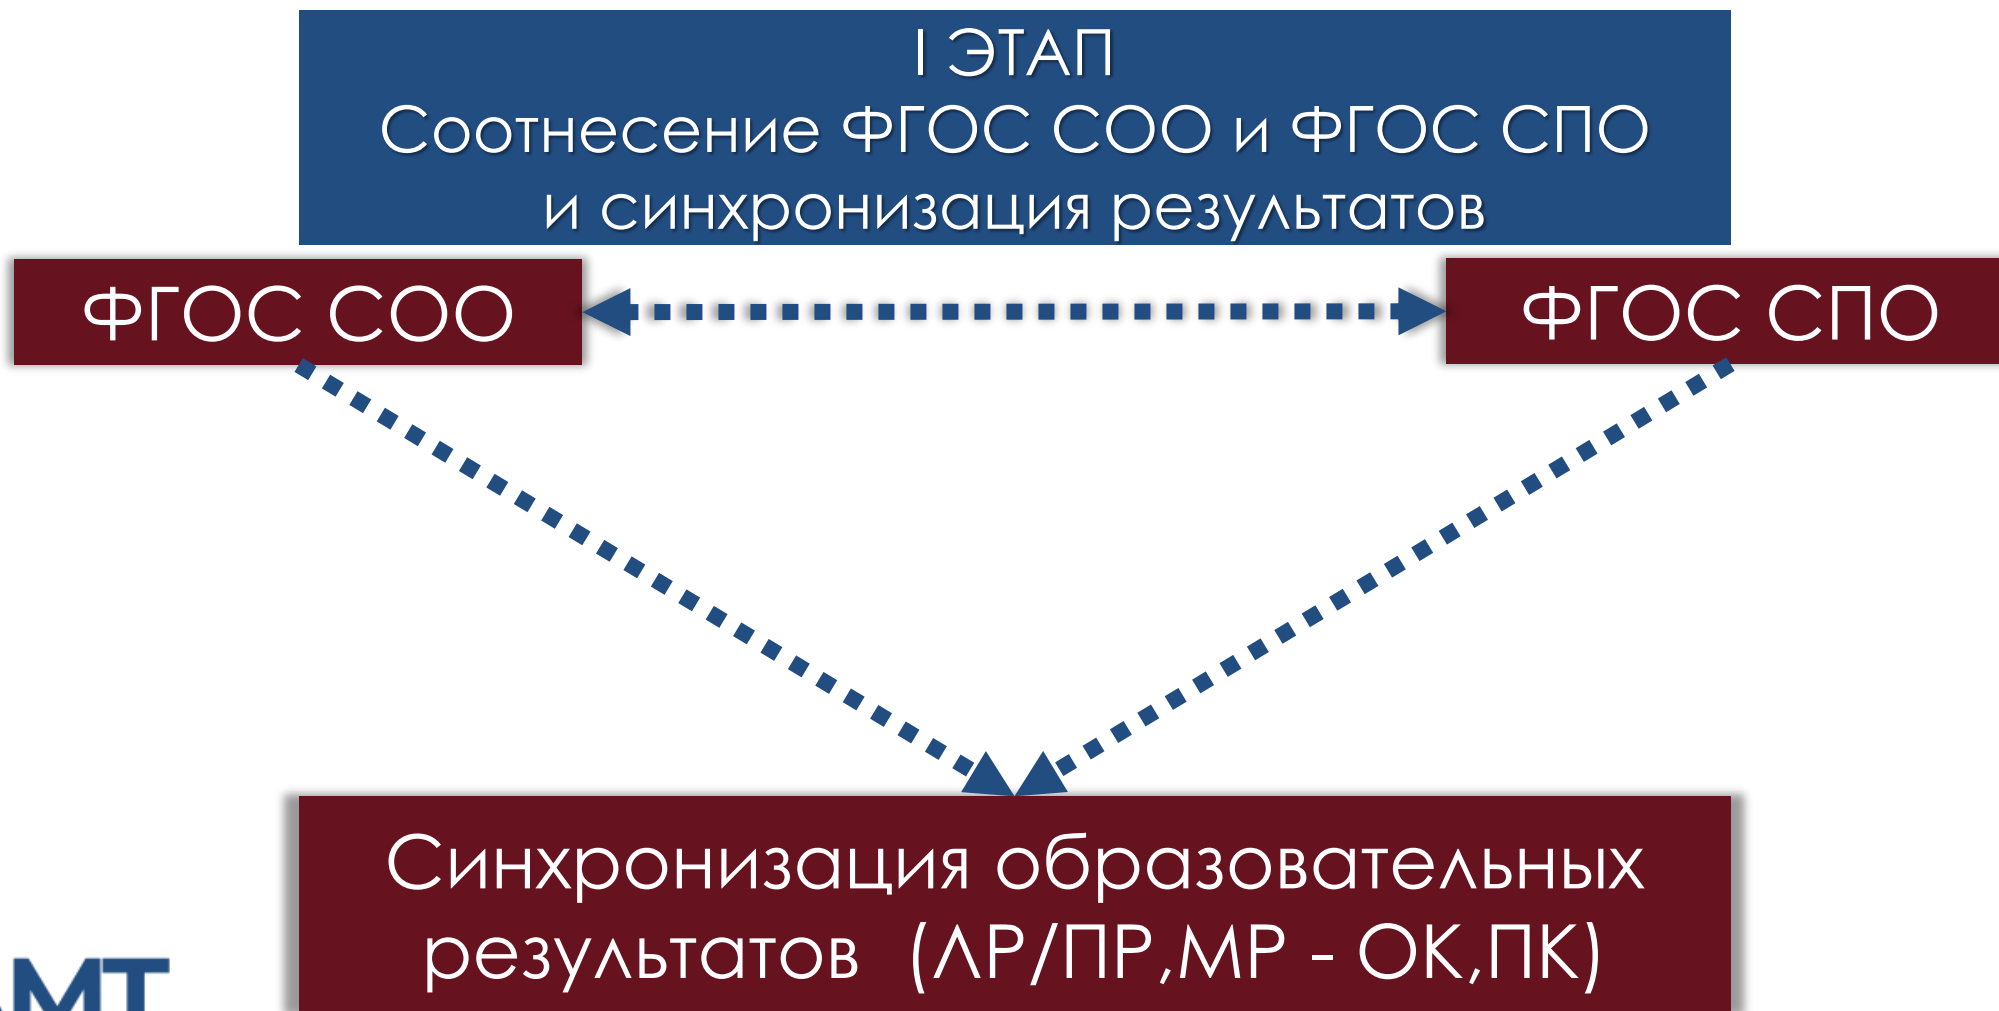 I ЭТАП
Соотнесение ФГОС СОО и ФГОС СПО
и синхронизация результатов
ФГОС СОО
ФГОС СПО
Синхронизация образовательных
результатов (ЛР/ПР,МР - ОК,ПК)